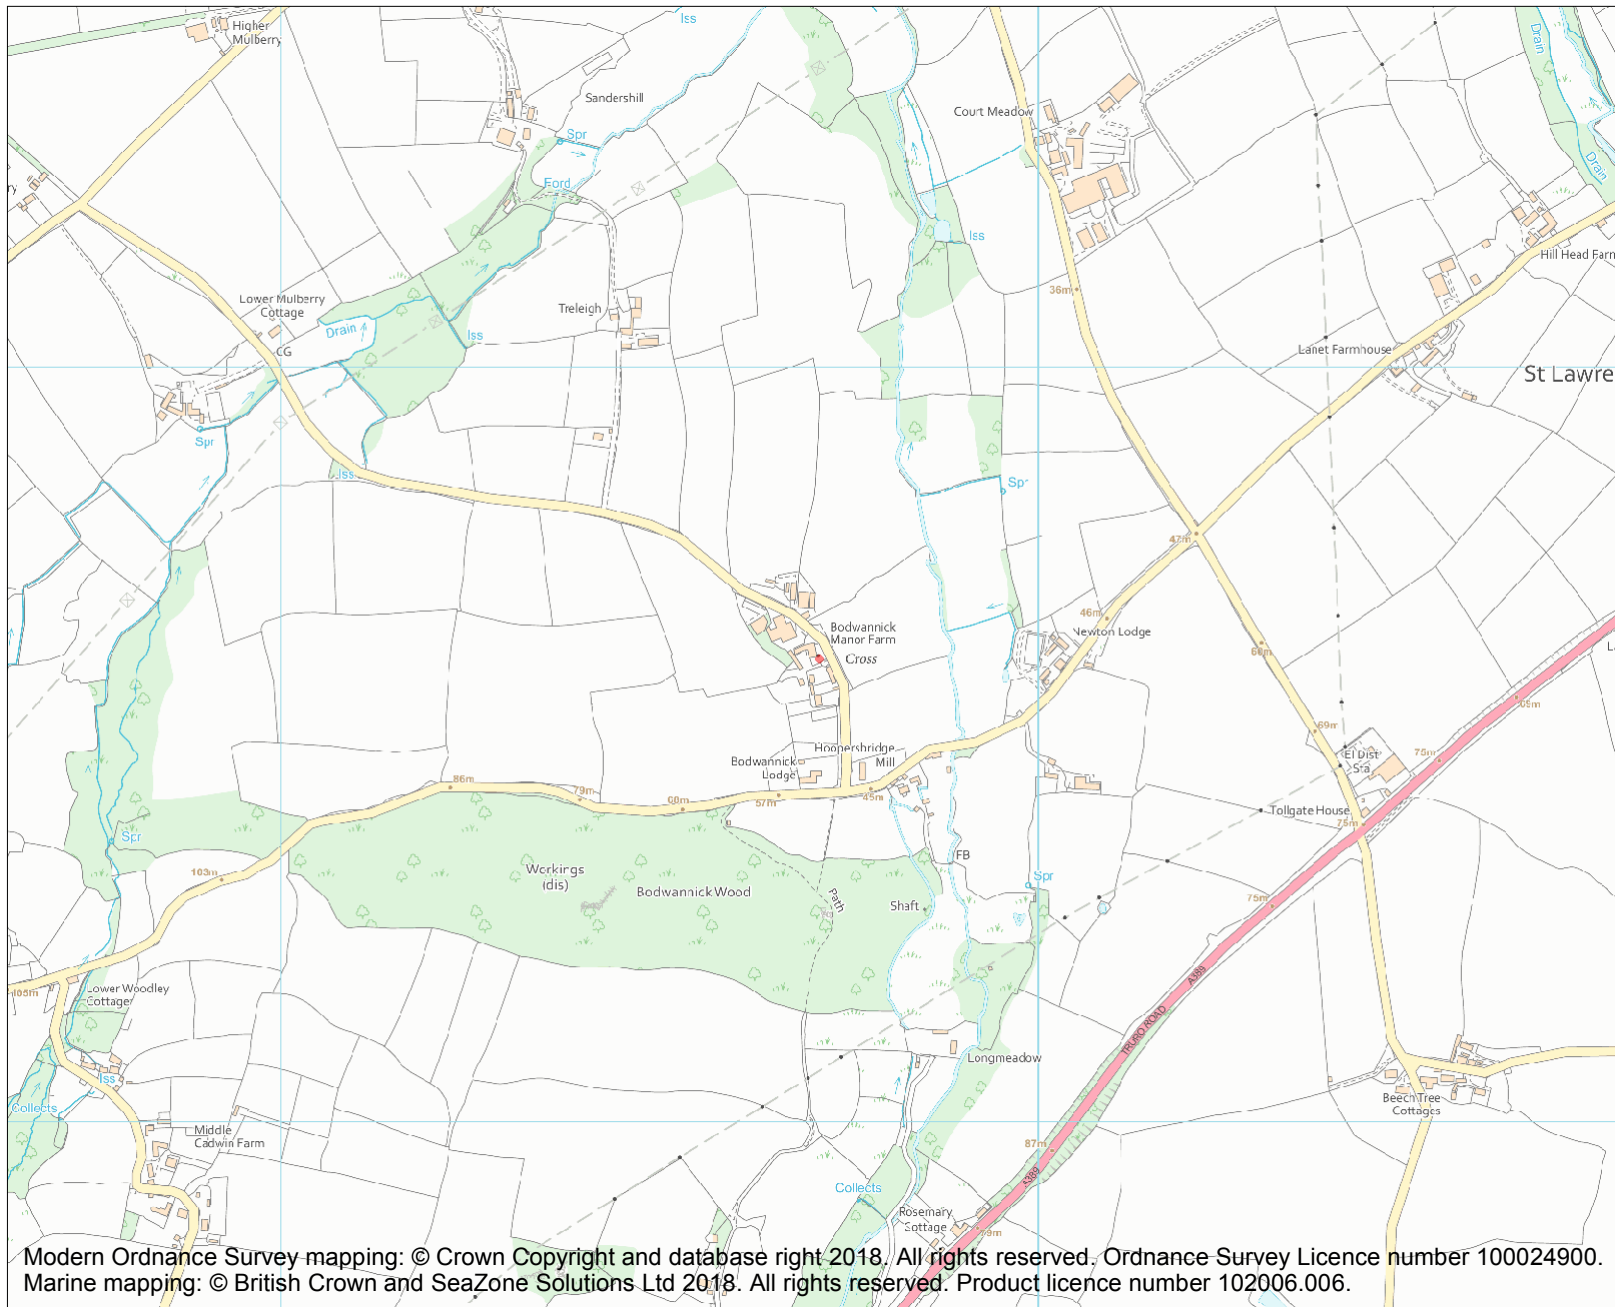 Iss
Higher
Mulberry
Drain
Sandershill
Court Meadow
Spr
Drain
Ford
Iss
Hill Head Farm
36m
Lower Mulberry
Cottage
Treleigh
Drain
Iss
CG
Lanet Farmhouse
St Lawre
Spr
Iss
Spr
47m
46m
Bodwannick
Manor Farm
Newton Lodge
Cross
66m
69m
69m
Hoopersbridge
Mill
Bodwannick
Lodge
El Dist
Sta
75m
86m
79m
68m
57m
45m
Tollgate House
75m
Spr
103m
Workings
(dis)
Bodwannick Wood
FB
Spr
Path
Shaft
75m
A389
Lower Woodley
Cottage
105m
TRURO ROAD
Longmeadow
Iss
Collects
Beech Tree
Cottages
Middle
Cadwin Farm
87m
A389
Collects
Rosemary
Cottage
79m
Modern Ordnance Survey mapping: © Crown Copyright and database right 2018. All rights reserved. Ordnance Survey Licence number 100024900.
Marine mapping: © British Crown and SeaZone Solutions Ltd 2018. All rights reserved. Product licence number 102006.006.